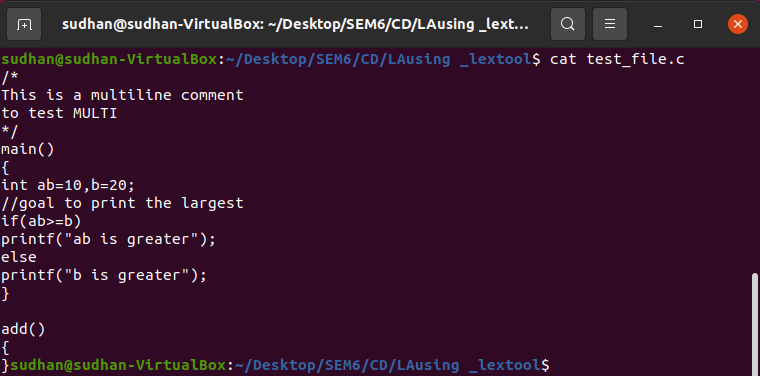 sudhan@sudhan-VirtualBox: ~/Desktop/SEM6/CD/LAusing _lext...
sudhan@sudhan-VirtualBox:~/Desktop/SEM6/CD/LAusing _lextool$ cat test_file.c
/*
This is a multiline comment
to test MULTI
*/
main()
{
int ab=10,b=20;
//goal to print the largest
if(ab>=b)
printf("ab is greater");
else
printf("b is greater");
}

add()
{
}sudhan@sudhan-VirtualBox:~/Desktop/SEM6/CD/LAusing _lextool$